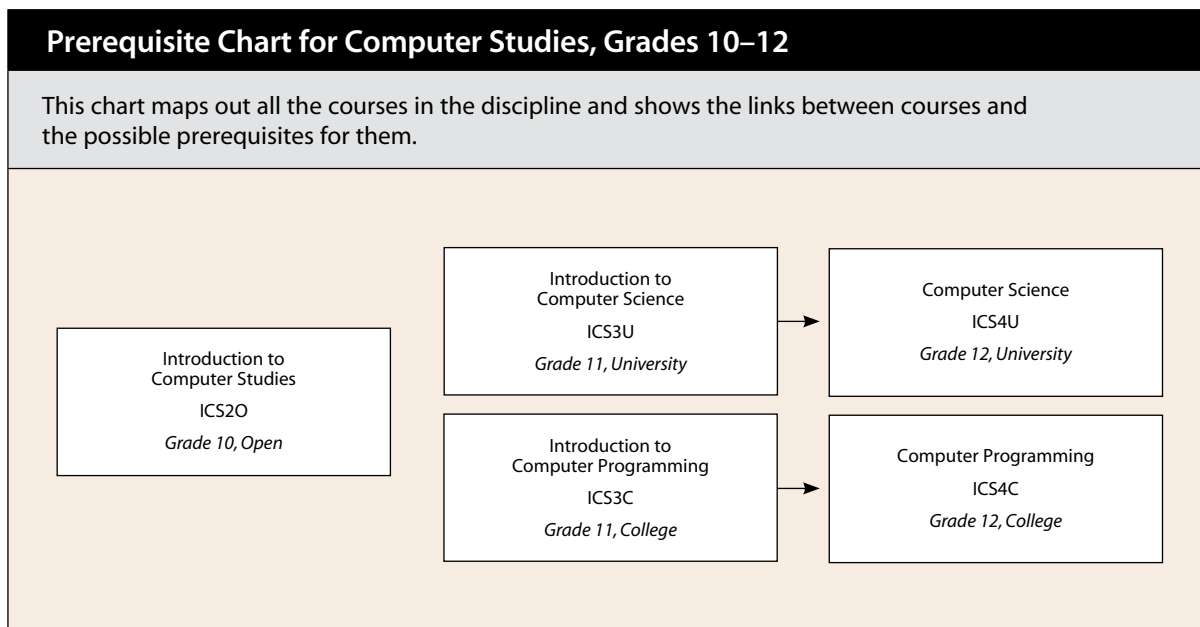 Prerequisite Chart for Computer Studies, Grades 10–12
This chart maps out all the courses in the discipline and shows the links between courses and
the possible prerequisites for them.
Introduction to
Computer Studies
ICS2O
Grade 10, Open
Introduction to
Computer Science
ICS3U
Grade 11, University
Computer Science
ICS4U
Grade 12, University
Introduction to
Computer Programming
ICS3C
Grade 11, College
Computer Programming
ICS4C
Grade 12, College